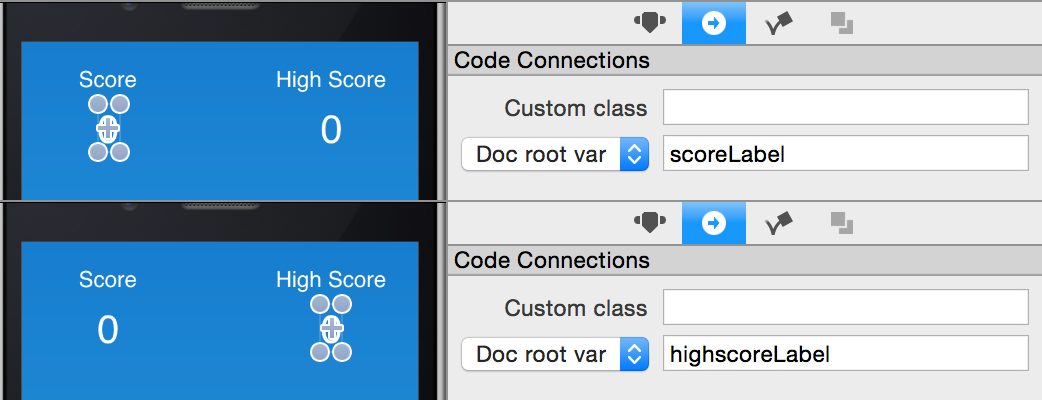 Code Connections
Score High Score
Custom class
0
Doc root var scoreLabel
Code Connections
Score High Score
Custom class
0
Doc root var highscoreLabel